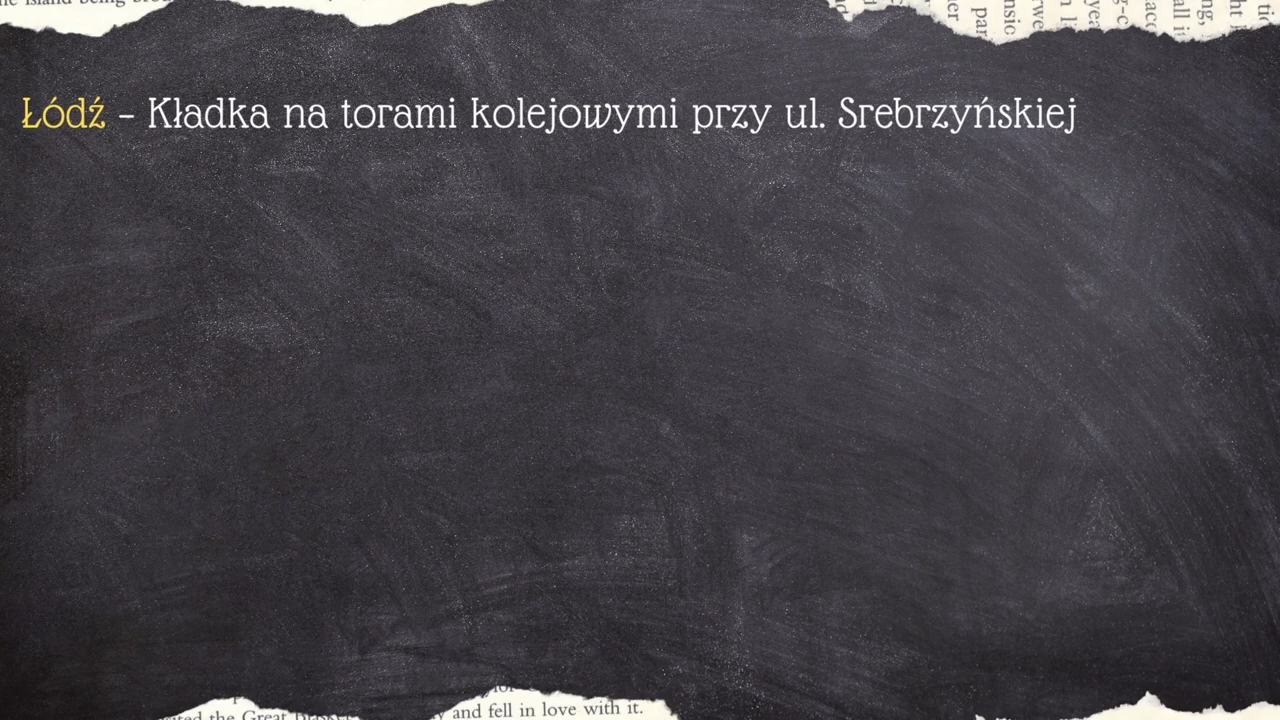 Łódź – Kładka na torami kolejowymi przy ul. Srebrzyńskiej
and fell in love with it.